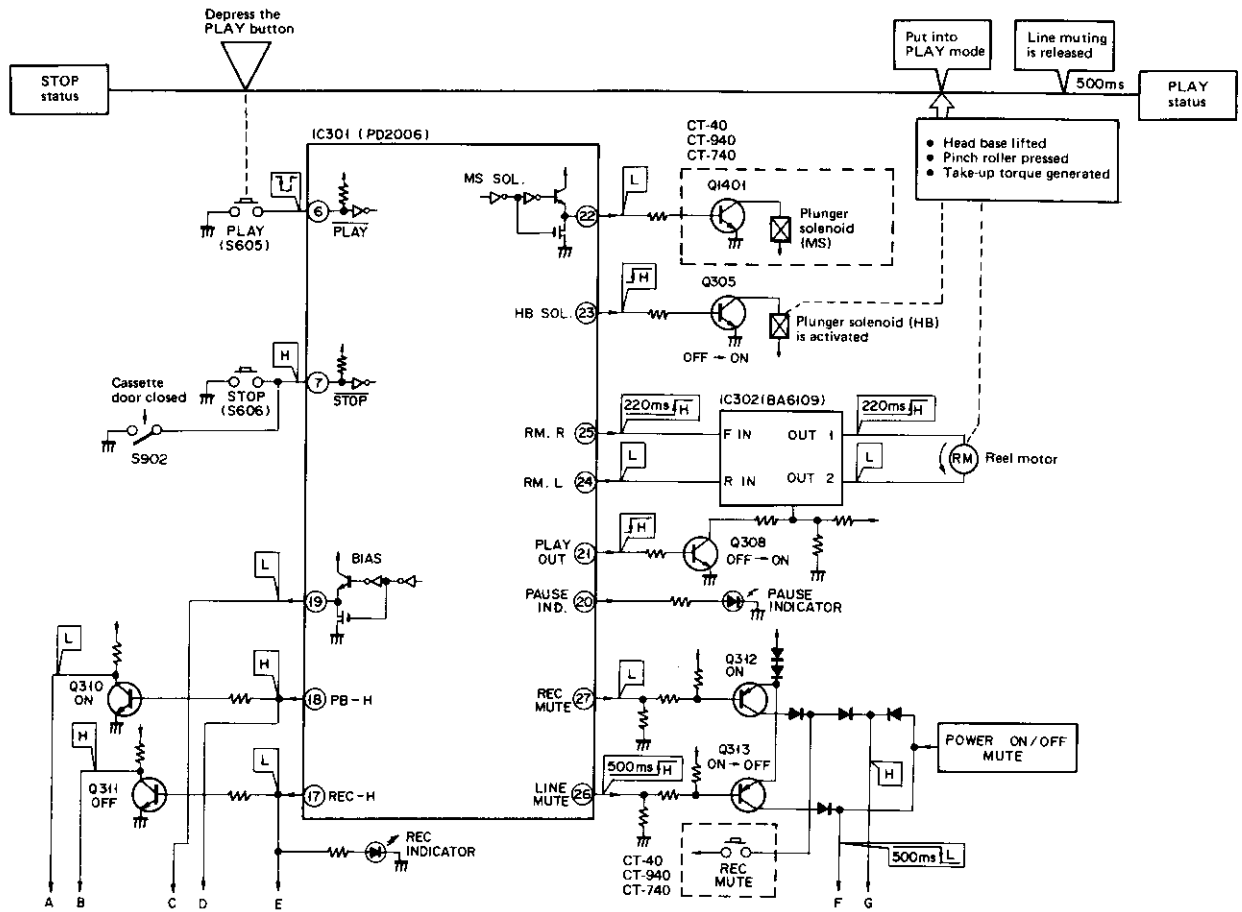 Depress the
PLAY button
STOP
status
Put into
PLAY mode
Line muting
is released
500ms
PLAY
status
• Head base lifted
• Pinch roller pressed
• Take-up torque generated
IC301 (PD2006)
CT-40
CT-940
CT-740
MS SOL.
22
L
Q1401
Plunger
solenoid
(MS)
6
PLAY
PLAY
(S605)
HB SOL.
23
H
Q305
Plunger solenoid (HB)
is activated
OFF → ON
H
7
STOP
STOP
(S606)
Cassette
door closed
S902
IC302(BA6109)
RM. R
25
220ms H
F IN
OUT 1
220ms H
RM. L
24
L
R IN
OUT 2
L
RM
Reel motor
PLAY
OUT
21
H
Q308
OFF → ON
PAUSE
IND.
20
PAUSE
INDICATOR
L
19
BIAS
L
Q310
ON
H
18
PB-H
H
Q311
OFF
L
17
REC-H
REC
INDICATOR
REC
MUTE
27
L
Q312
ON
LINE
MUTE
26
500ms H
Q313
ON → OFF
POWER ON/OFF
MUTE
H
CT-40
CT-940
CT-740
REC
MUTE
500ms L
A
B
C
D
E
F
G